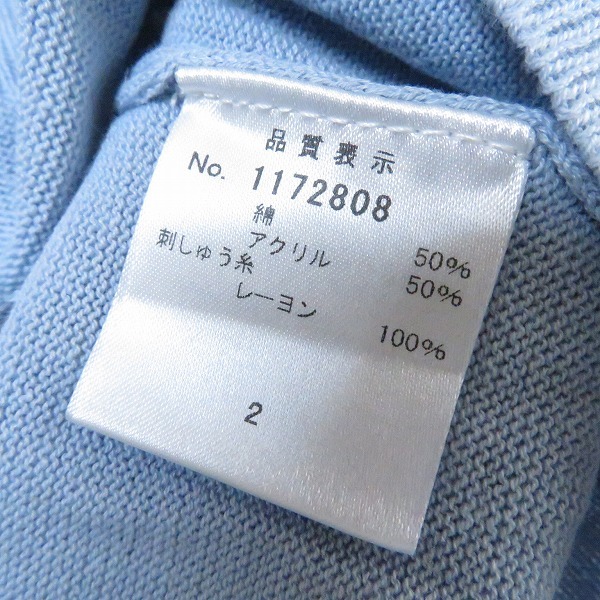 品質表示
No. 1172808
綿 50%
アクリル 50%
刺しゅう糸
レーヨン 100%
2